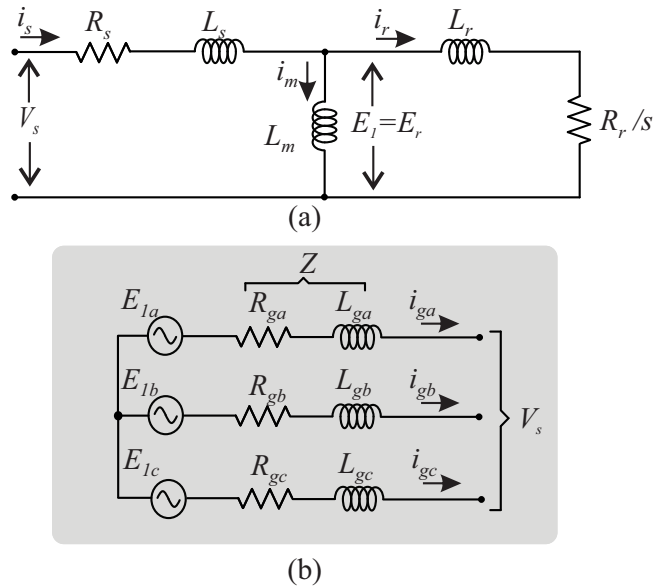 i_s R_s L_s i_r L_r
i_m
V_s L_m E_1=E_r R_r/s
(a)
Z
E_1a R_ga L_ga i_ga
E_1b R_gb L_gb i_gb
V_s
E_1c R_gc L_gc i_gc
(b)